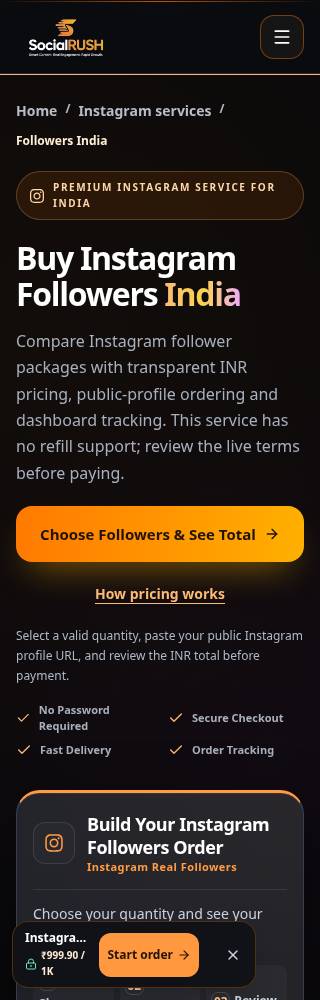 SocialRUSH
Home / Instagram services /
Followers India
PREMIUM INSTAGRAM SERVICE FOR
INDIA
Buy Instagram
Followers India
Compare Instagram follower
packages with transparent INR
pricing, public-profile ordering and
dashboard tracking. This service has
no refill support; review the live terms
before paying.
Choose Followers & See Total →
How pricing works
Select a valid quantity, paste your public Instagram
profile URL, and review the INR total before
payment.
No Password
Required
Secure Checkout
Fast Delivery
Order Tracking
Build Your Instagram
Followers Order
Instagram Real Followers
Choose your quantity and see your
Instagra...
₹999.90 /
1K
Start order →
Review